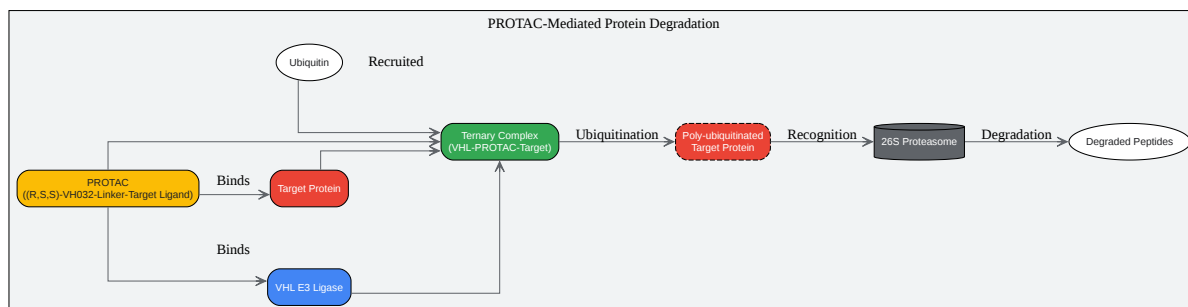 PROTAC-Mediated Protein Degradation
Ubiquitin
Recruited
Ternary Complex
(VHL-PROTAC-Target)
Ubiquitination
Poly-ubiquitinated
Target Protein
Recognition
26S Proteasome
Degradation
Degraded Peptides
PROTAC
((R,S,S)-VH032-Linker-Target Ligand)
Binds
Target Protein
Binds
VHL E3 Ligase